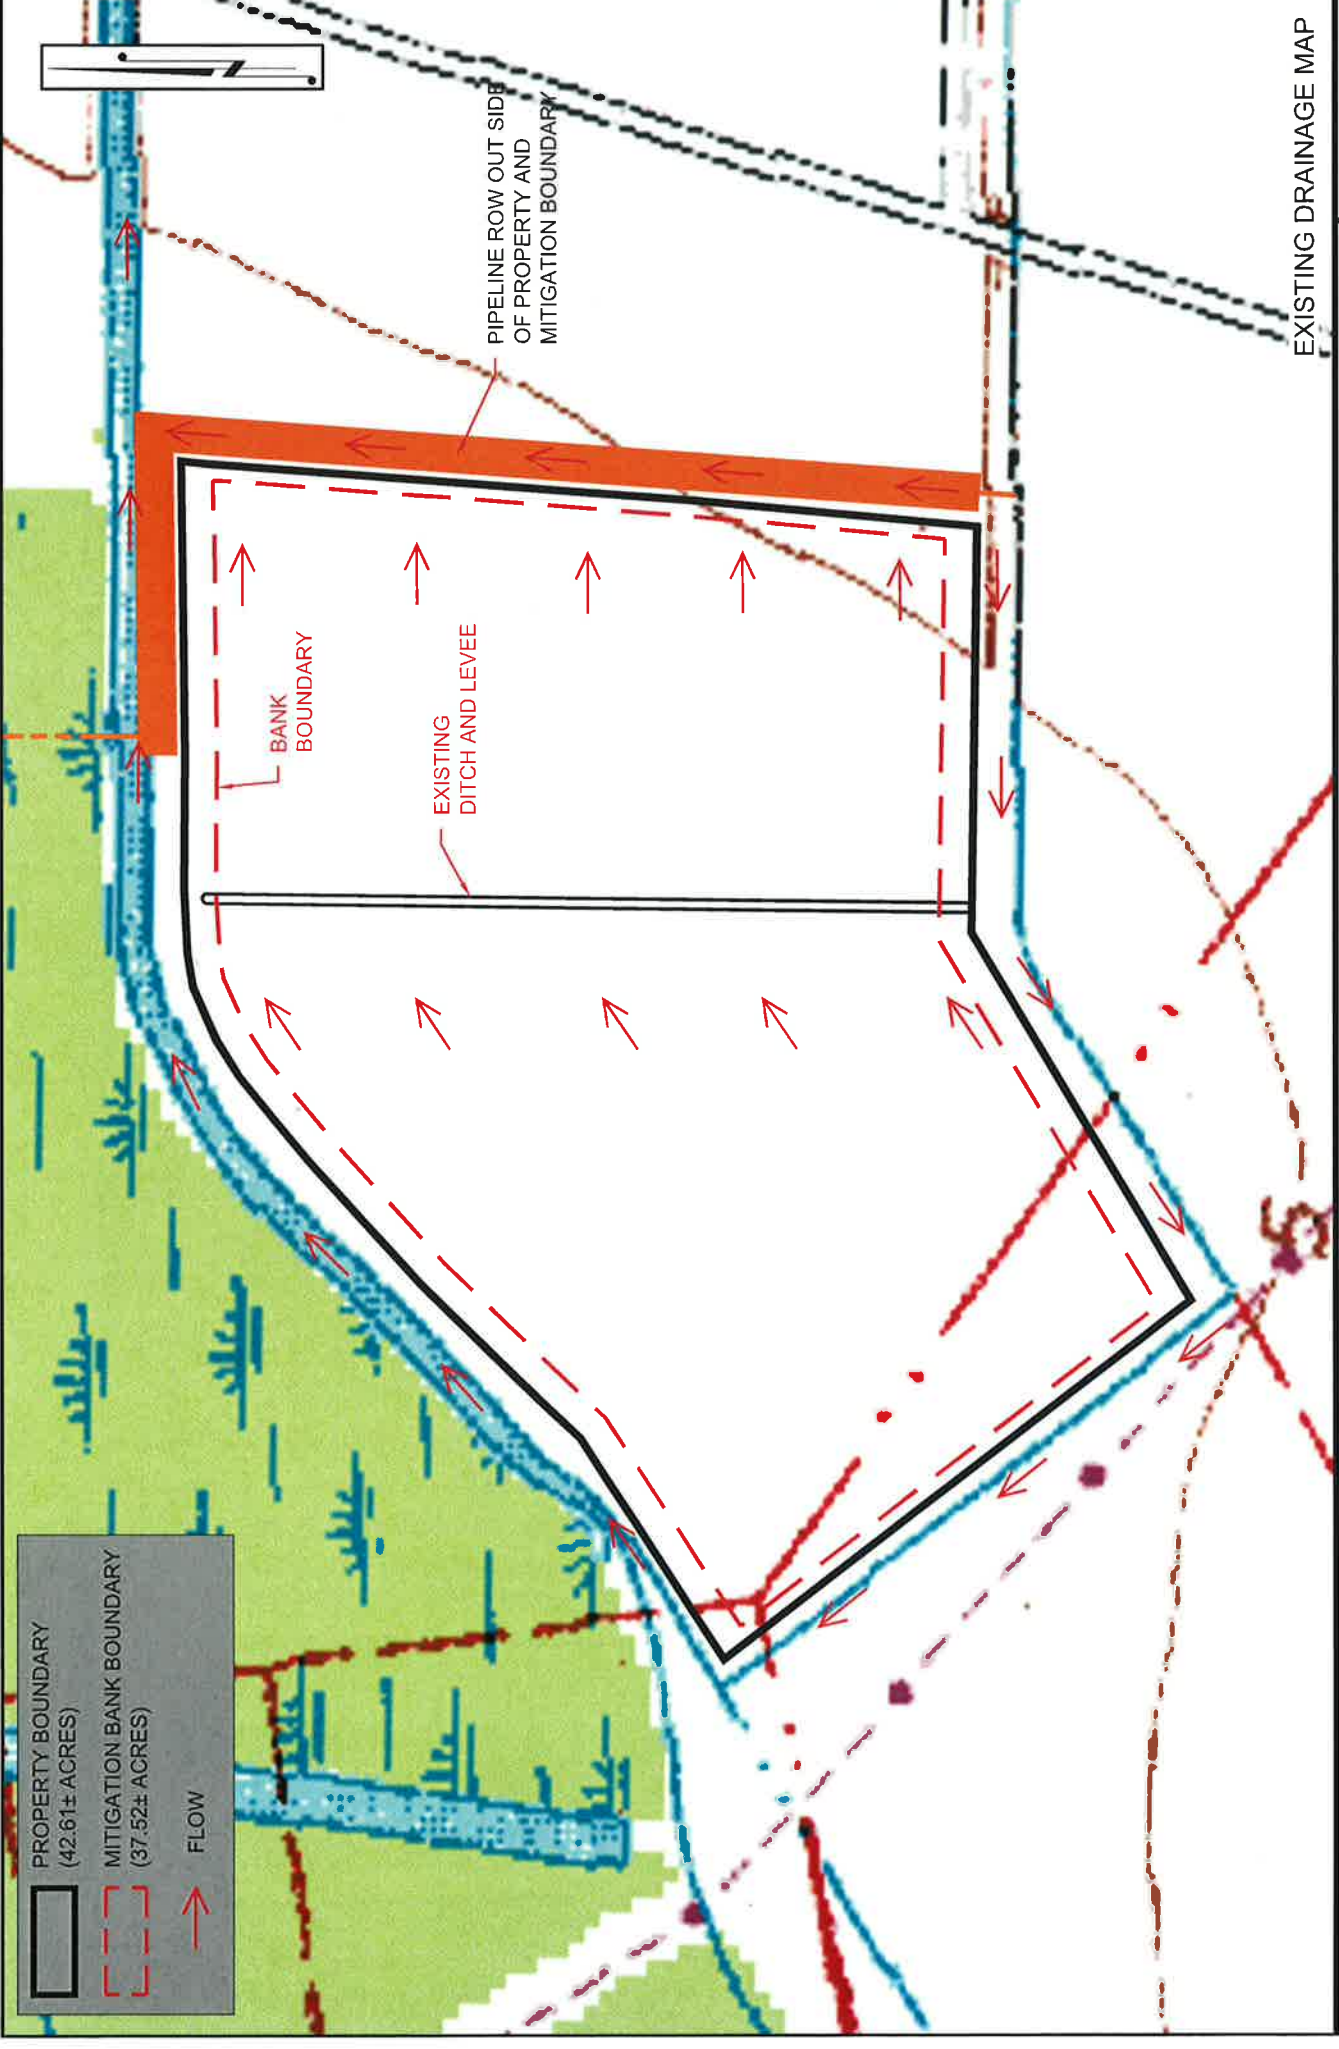 PROPERTY BOUNDARY
(42.61± ACRES)
MITIGATION BANK BOUNDARY
(37.52± ACRES)
FLOW
BANK
BOUNDARY
EXISTING
DITCH AND LEVEE
PIPELINE ROW OUT SIDE
OF PROPERTY AND
MITIGATION BOUNDARY
5
EXISTING DRAINAGE MAP